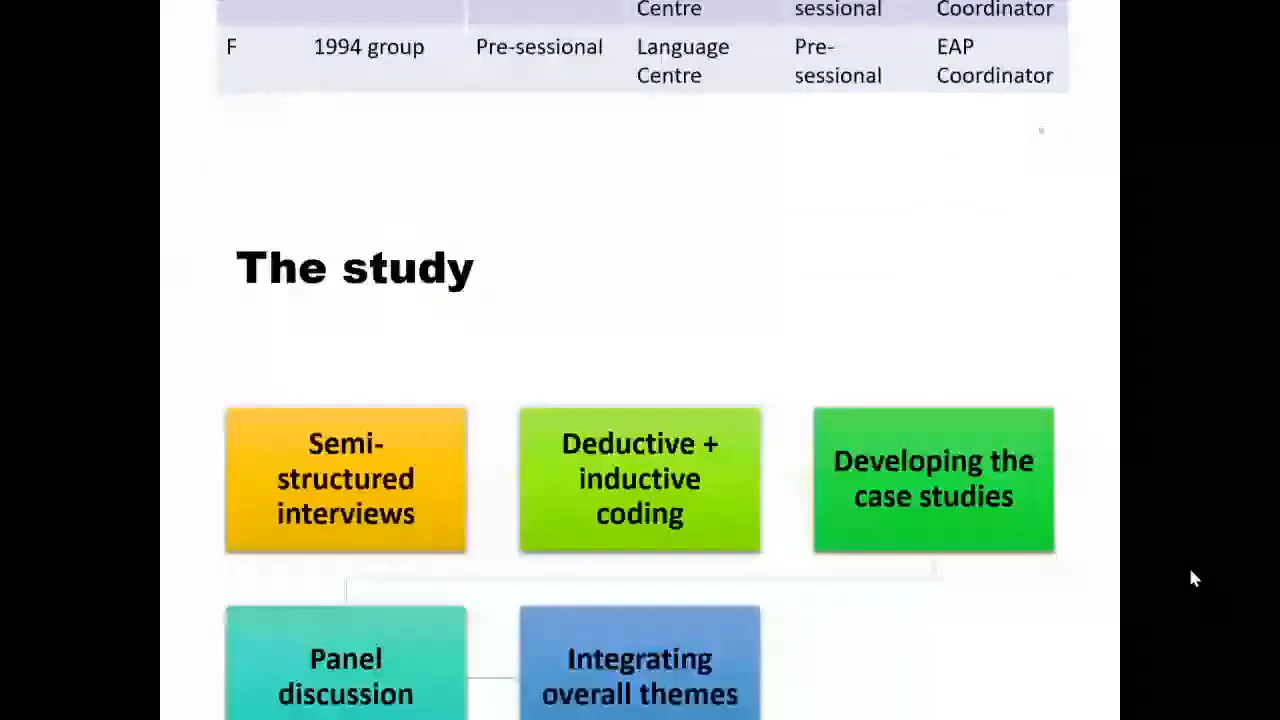 Centre sessional Coordinator
F 1994 group Pre-sessional Language Pre- EAP
Centre sessional Coordinator
The study
Semi-
structured
interviews
Deductive +
inductive
coding
Developing the
case studies
Panel
discussion
Integrating
overall themes